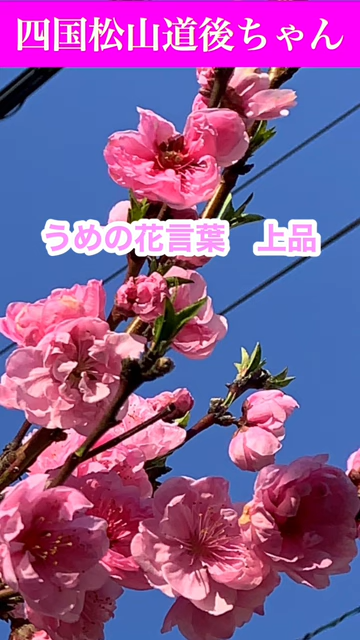 四国松山道後ちゃん
うめの花言葉　上品